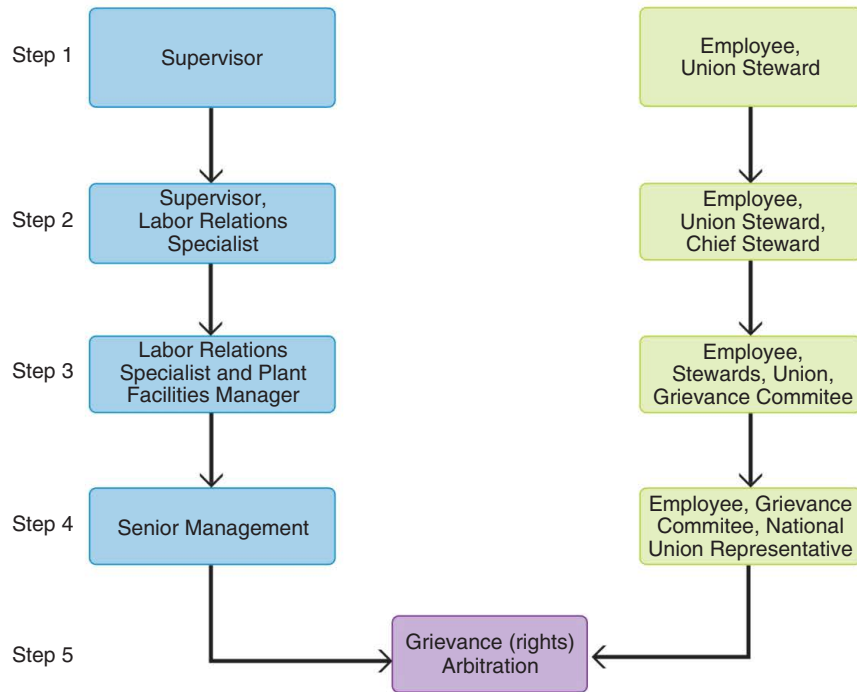 Step 1
Supervisor
Employee,
Union Steward
Step 2
Supervisor,
Labor Relations
Specialist
Employee,
Union Steward,
Chief Steward
Step 3
Labor Relations
Specialist and Plant
Facilities Manager
Employee,
Stewards, Union,
Grievance Commitee
Step 4
Senior Management
Employee, Grievance
Commitee, National
Union Representative
Step 5
Grievance (rights)
Arbitration